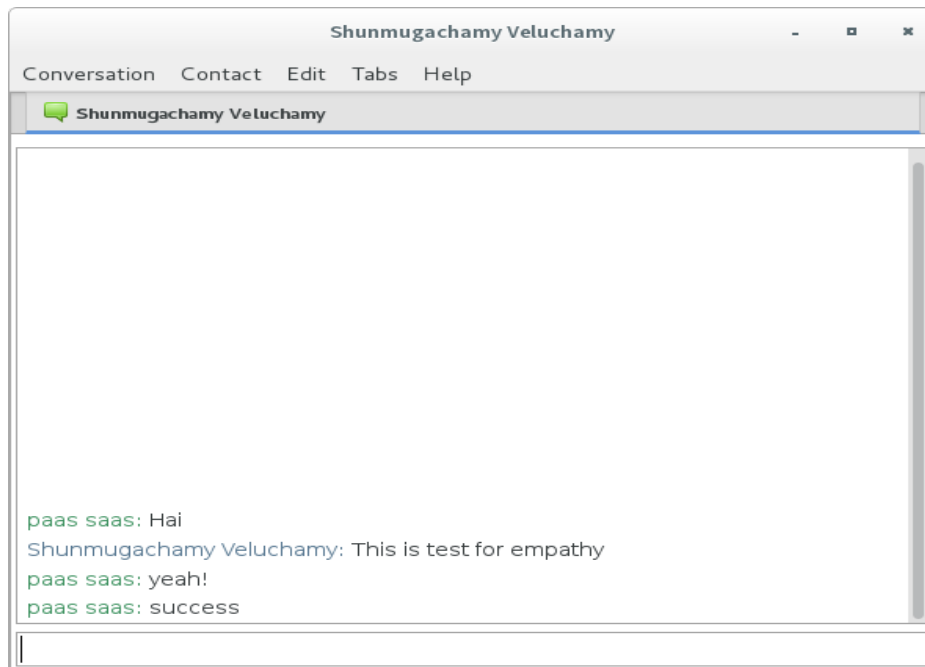 Shunmugachamy Veluchamy
Conversation Contact Edit Tabs Help
Shunmugachamy Veluchamy
paas saas: Hai
Shunmugachamy Veluchamy: This is test for empathy
paas saas: yeah!
paas saas: success